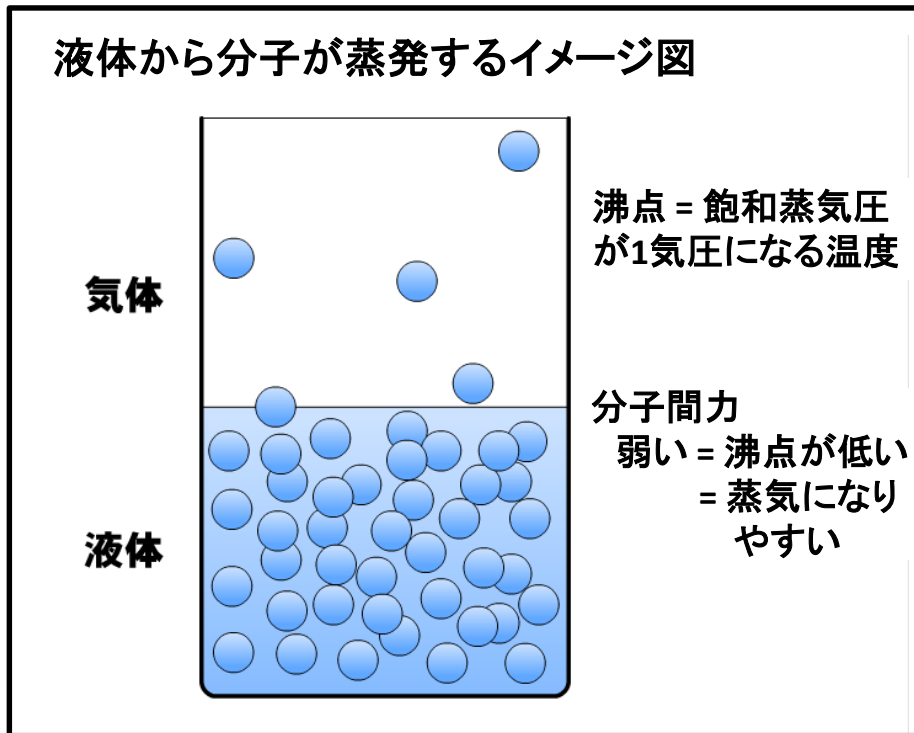 液体から分子が蒸発するイメージ図
沸点 = 飽和蒸気圧
が1気圧になる温度
気体
分子間力
弱い = 沸点が低い
= 蒸気になり
やすい
液体